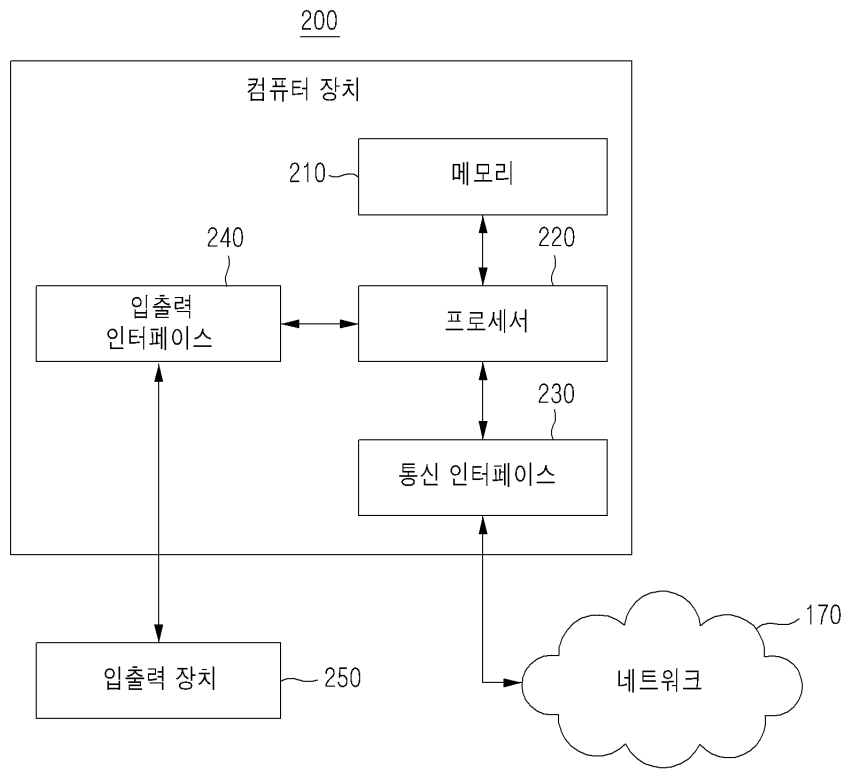 200
컴퓨터 장치
210
메모리
240
220
입출력
인터페이스
프로세서
230
통신 인터페이스
170
입출력 장치
250
네트워크